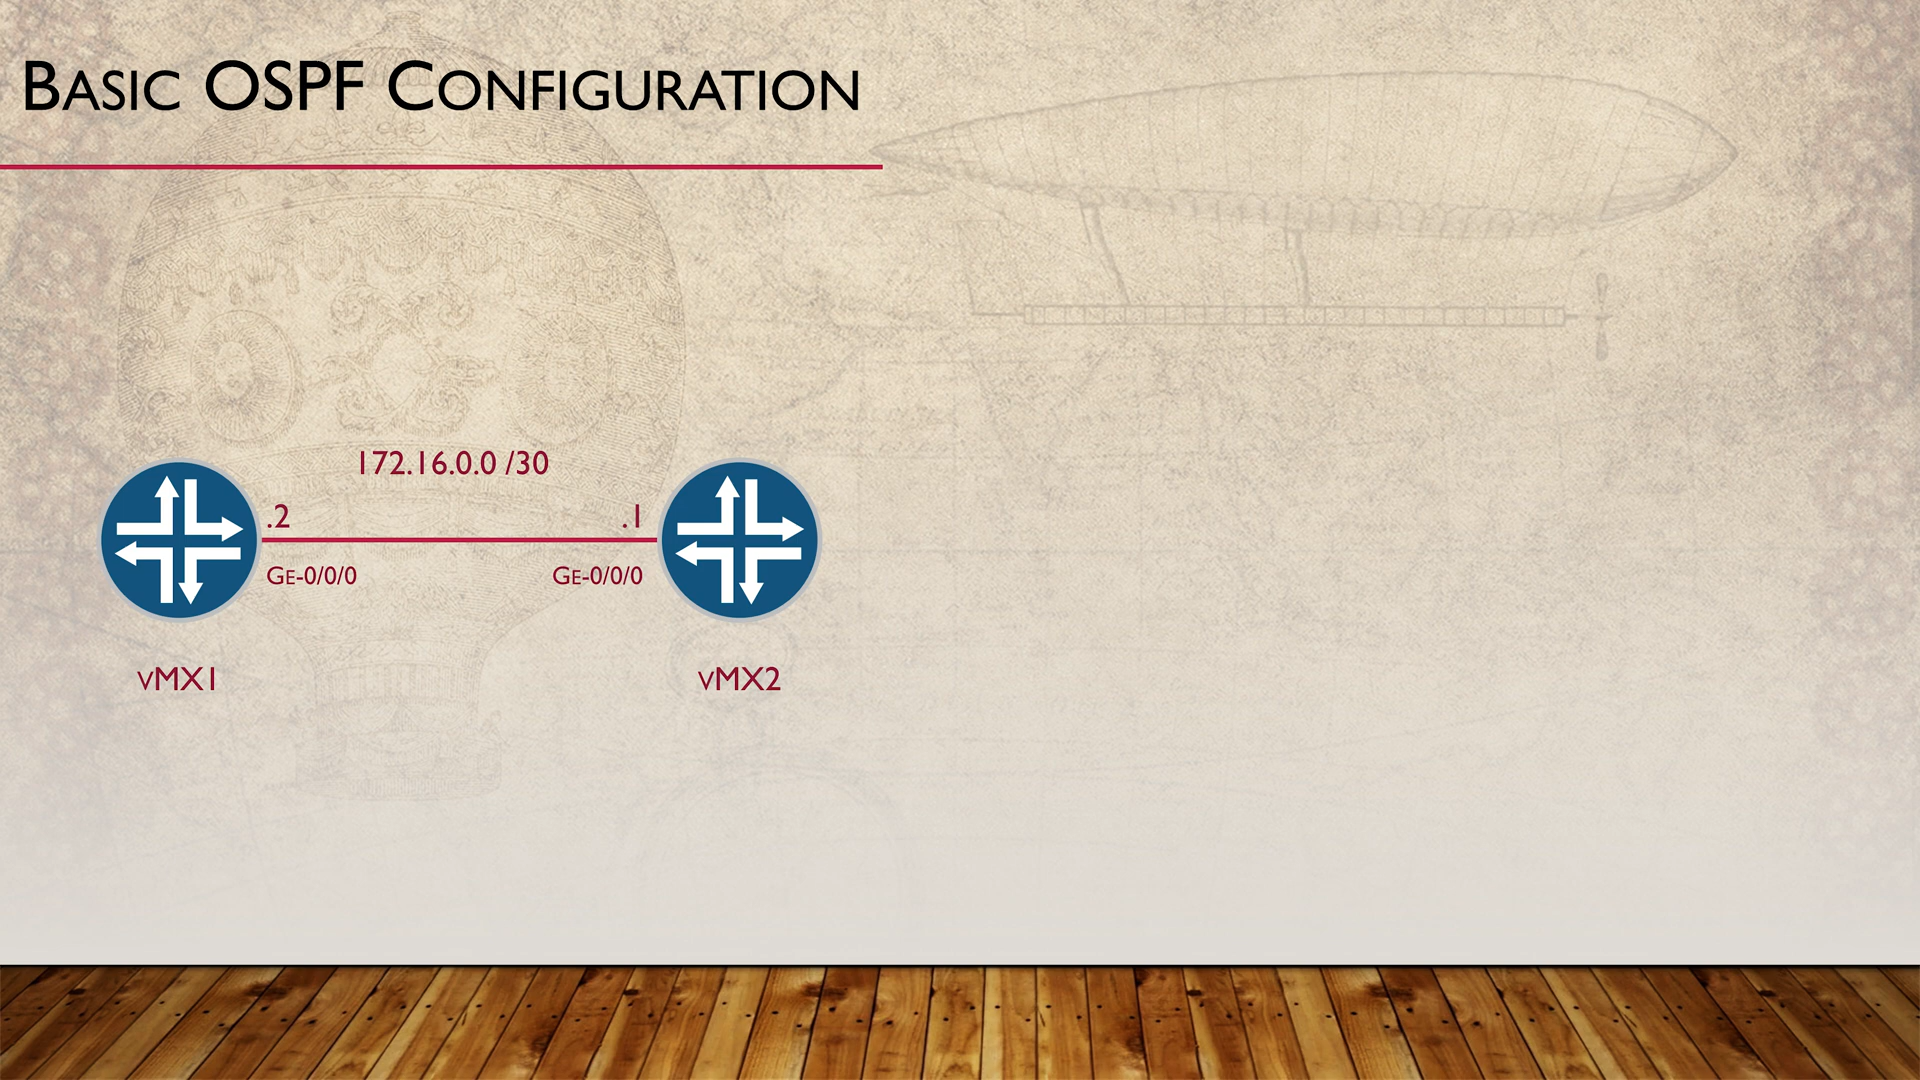 Basic OSPF Configuration
172.16.0.0 /30
.2 .1
Ge-0/0/0 Ge-0/0/0
vMX1 vMX2